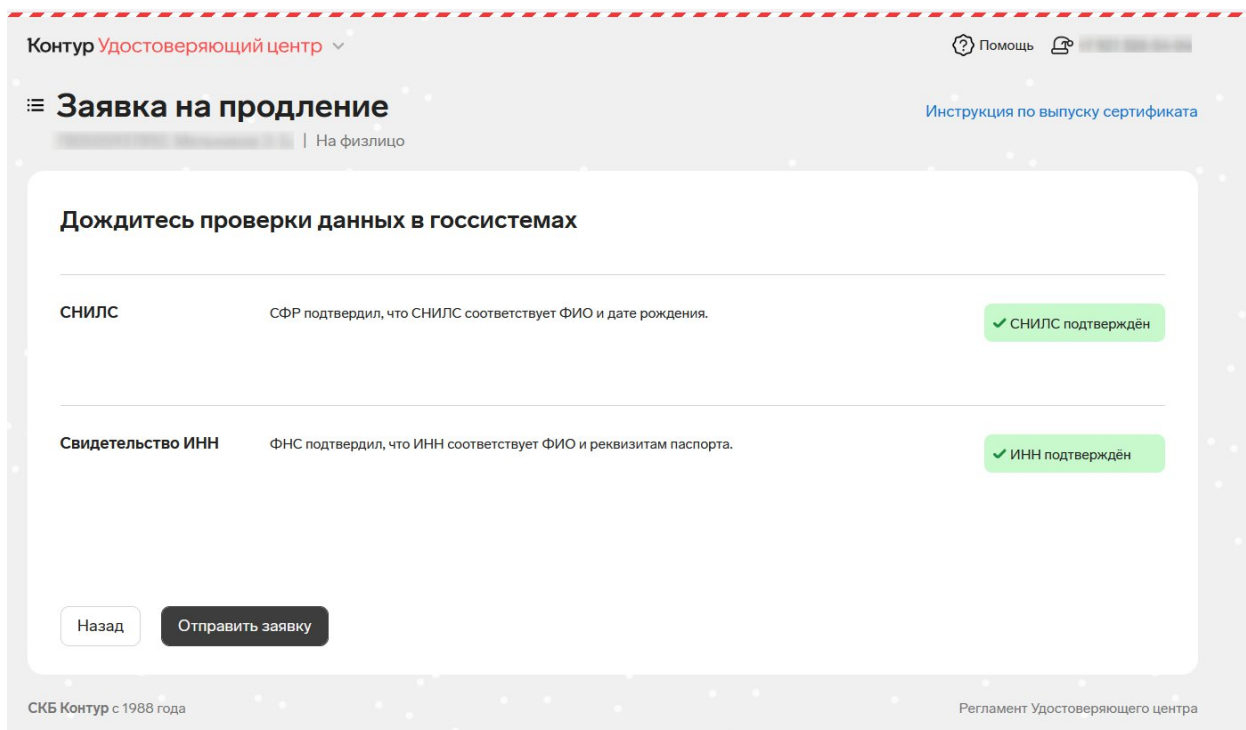 Контур Удостоверяющий центр
Помощь
Заявка на продление
Инструкция по выпуску сертификата
| На физлицо
Дождитесь проверки данных в госсистемах
СНИЛС
СФР подтвердил, что СНИЛС соответствует ФИО и дате рождения.
СНИЛС подтверждён
Свидетельство ИНН
ФНС подтвердил, что ИНН соответствует ФИО и реквизитам паспорта.
ИНН подтверждён
Назад
Отправить заявку
СКБ Контур с 1988 года
Регламент Удостоверяющего центра